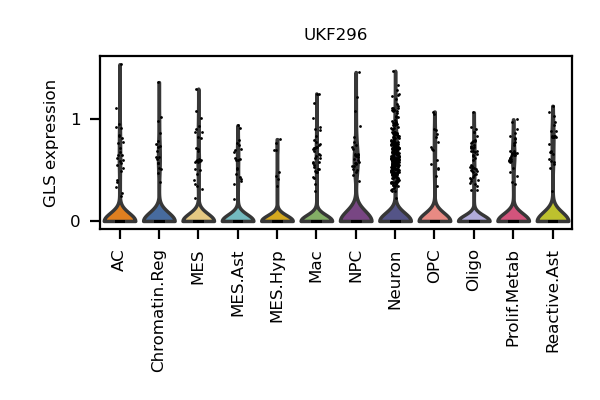 UKF296
GLS expression
1
0
AC
Chromatin.Reg
MES
MES.Ast
MES.Hyp
Mac
NPC
Neuron
OPC
Oligo
Prolif.Metab
Reactive.Ast